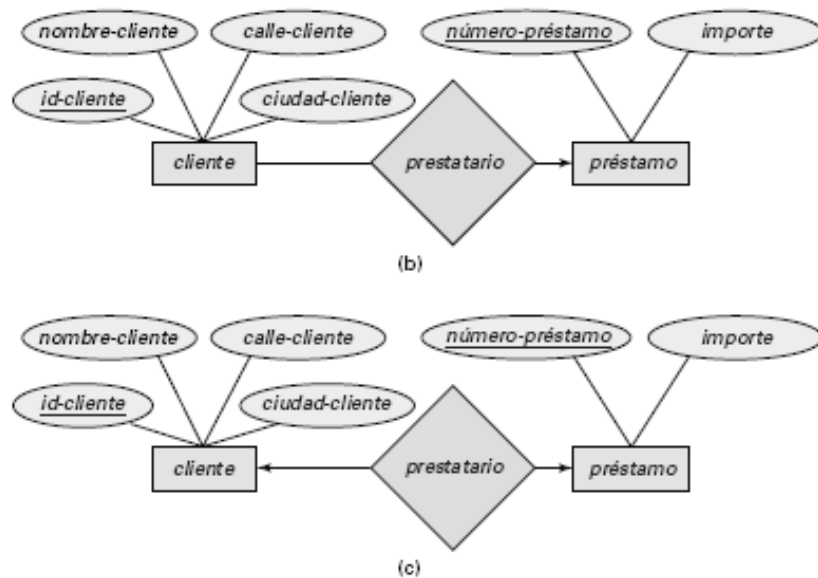 nombre-cliente calle-cliente número-préstamo importe
id-cliente ciudad-cliente
cliente prestatario préstamo
(b)
nombre-cliente calle-cliente número-préstamo importe
id-cliente ciudad-cliente
cliente prestatario préstamo
(c)